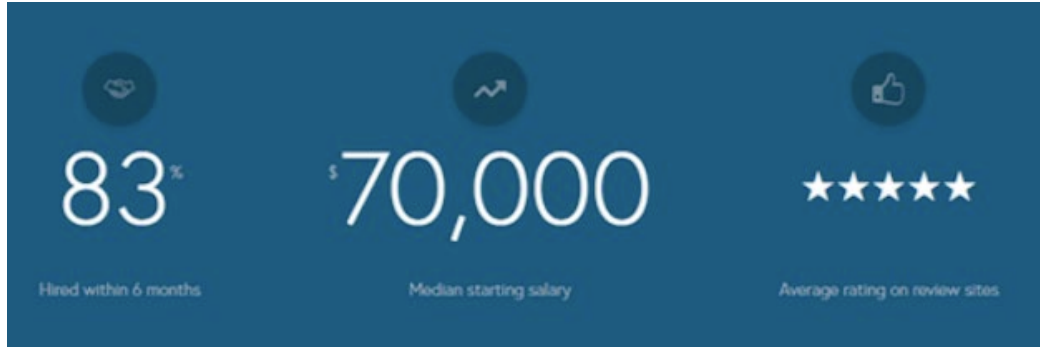 83%
Hired within 6 months
$70,000
Median starting salary
★★★★★
Average rating on review sites